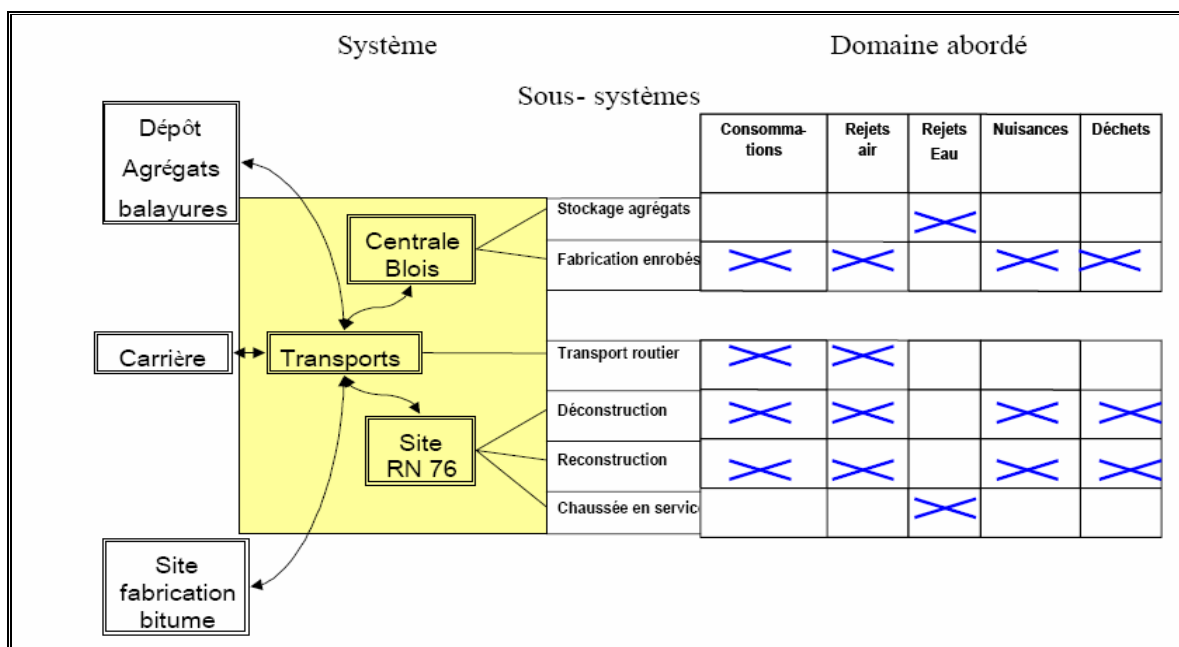 Système
Domaine abordé
Sous- systèmes
Dépôt
Agrégats
balayures
Consomma-
tions
Rejets
air
Rejets
Eau
Nuisances
Déchets
Centrale
Blois
Stockage agrégats
Fabrication enrobés
Carrière
Transports
Transport routier
Site
RN 76
Déconstruction
Reconstruction
Chaussée en servic
Site
fabrication
bitume